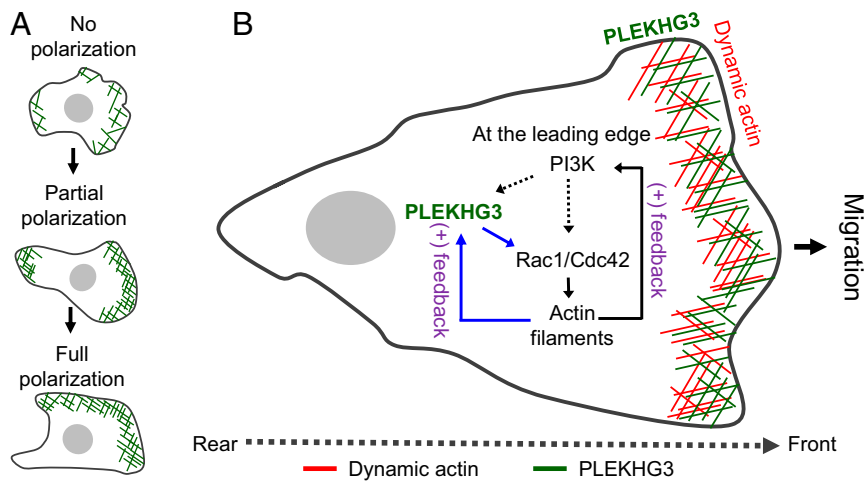 A
No
polarization
Partial
polarization
Full
polarization
B
PLEKHG3
Dynamic actin
At the leading edge
PI3K
PLEKHG3
(+) feedback
Rac1/Cdc42
(+) feedback
Actin
filaments
Migration
Rear
Front
Dynamic actin
PLEKHG3